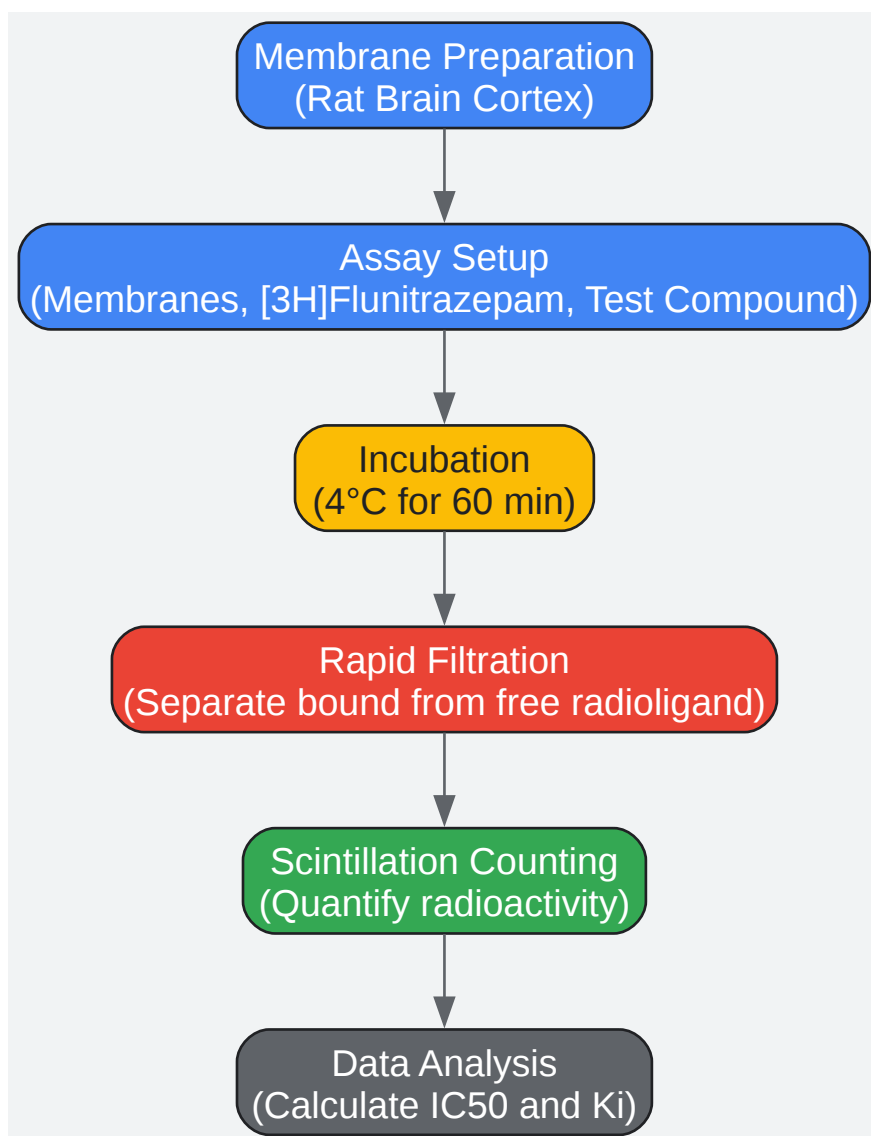 Membrane Preparation
(Rat Brain Cortex)
Assay Setup
(Membranes, [3H]Flunitrazepam, Test Compound)
Incubation
(4°C for 60 min)
Rapid Filtration
(Separate bound from free radioligand)
Scintillation Counting
(Quantify radioactivity)
Data Analysis
(Calculate IC50 and Ki)